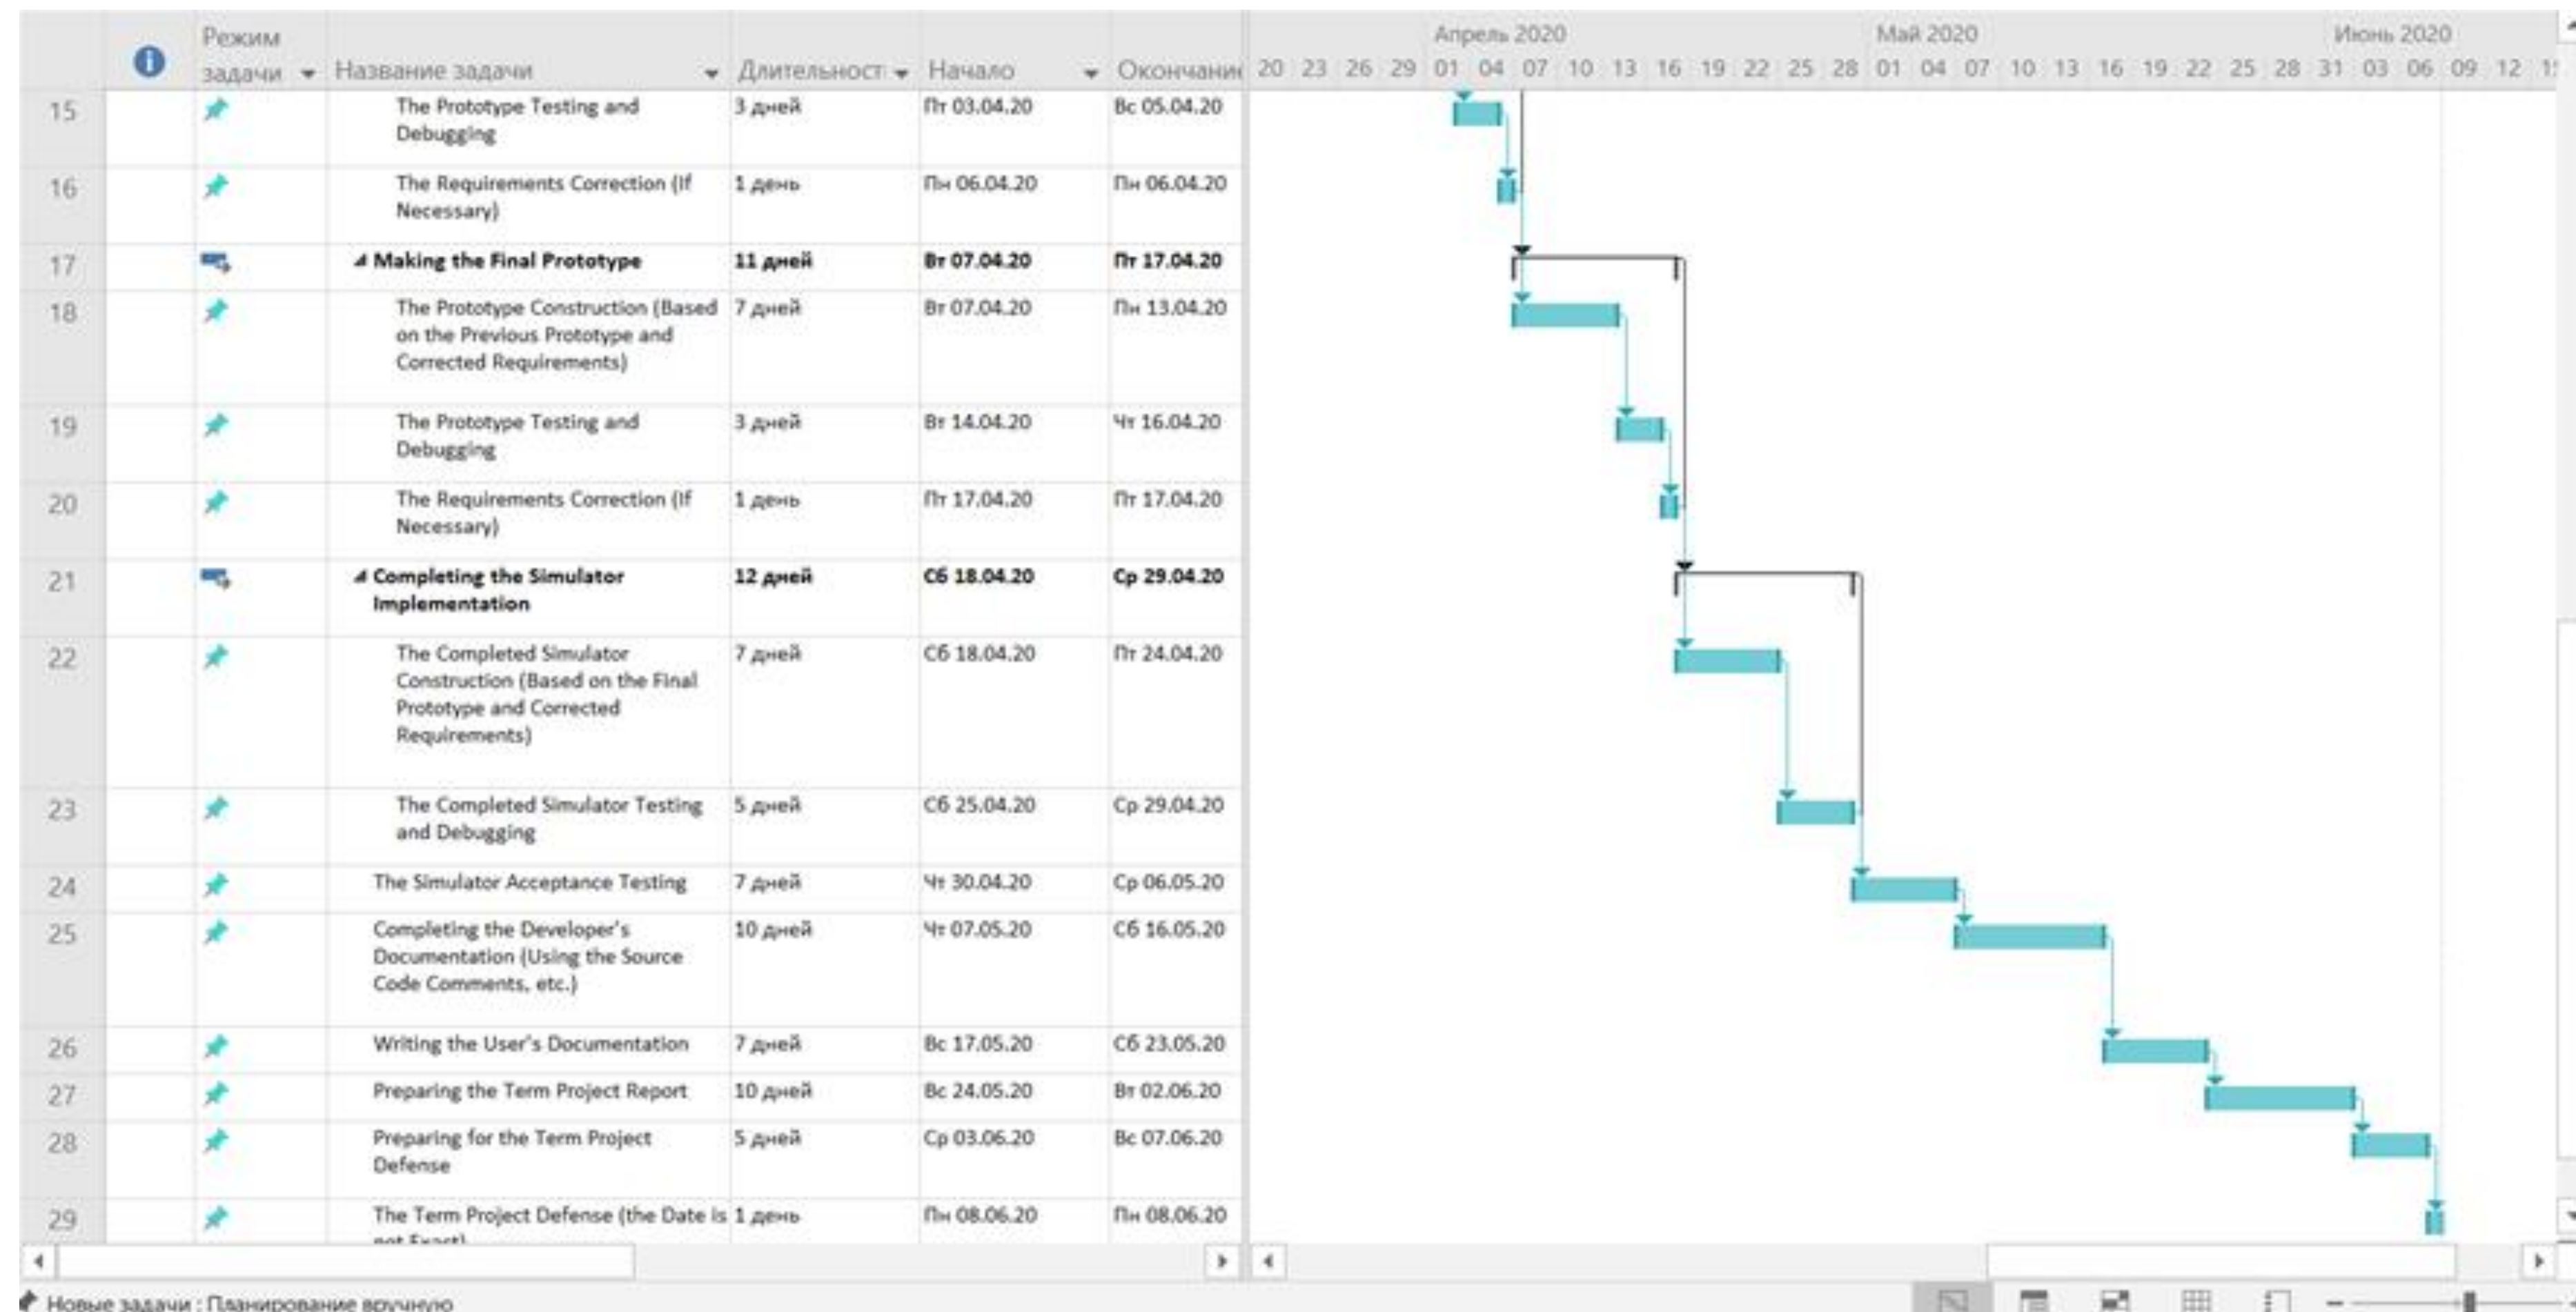 Режим
задачи Название задачи Длительност Начало Окончание
Апрель 2020 Май 2020 Июнь 2020
20 23 26 29 01 04 07 10 13 16 19 22 25 28 01 04 07 10 13 16 19 22 25 28 31 03 06 09 12
15 The Prototype Testing and 3 дней Пт 03.04.20 Вс 05.04.20
Debugging
16 The Requirements Correction (If 1 день Пн 06.04.20 Пн 06.04.20
Necessary)
17 Making the Final Prototype 11 дней Вт 07.04.20 Пт 17.04.20
18 The Prototype Construction (Based 7 дней Вт 07.04.20 Пн 13.04.20
on the Previous Prototype and
Corrected Requirements)
19 The Prototype Testing and 3 дней Вт 14.04.20 Чт 16.04.20
Debugging
20 The Requirements Correction (If 1 день Пт 17.04.20 Пт 17.04.20
Necessary)
21 Completing the Simulator 12 дней Сб 18.04.20 Ср 29.04.20
Implementation
22 The Completed Simulator 7 дней Сб 18.04.20 Пт 24.04.20
Construction (Based on the Final
Prototype and Corrected
Requirements)
23 The Completed Simulator Testing 5 дней Сб 25.04.20 Ср 29.04.20
and Debugging
24 The Simulator Acceptance Testing 7 дней Чт 30.04.20 Ср 06.05.20
25 Completing the Developer's 10 дней Чт 07.05.20 Сб 16.05.20
Documentation (Using the Source
Code Comments, etc.)
26 Writing the User's Documentation 7 дней Вс 17.05.20 Сб 23.05.20
27 Preparing the Term Project Report 10 дней Вс 24.05.20 Вт 02.06.20
28 Preparing for the Term Project 5 дней Ср 03.06.20 Вс 07.06.20
Defense
29 The Term Project Defense (the Date is 1 день Пн 08.06.20 Пн 08.06.20
not Exact)
Новые задачи : Планирование вручную